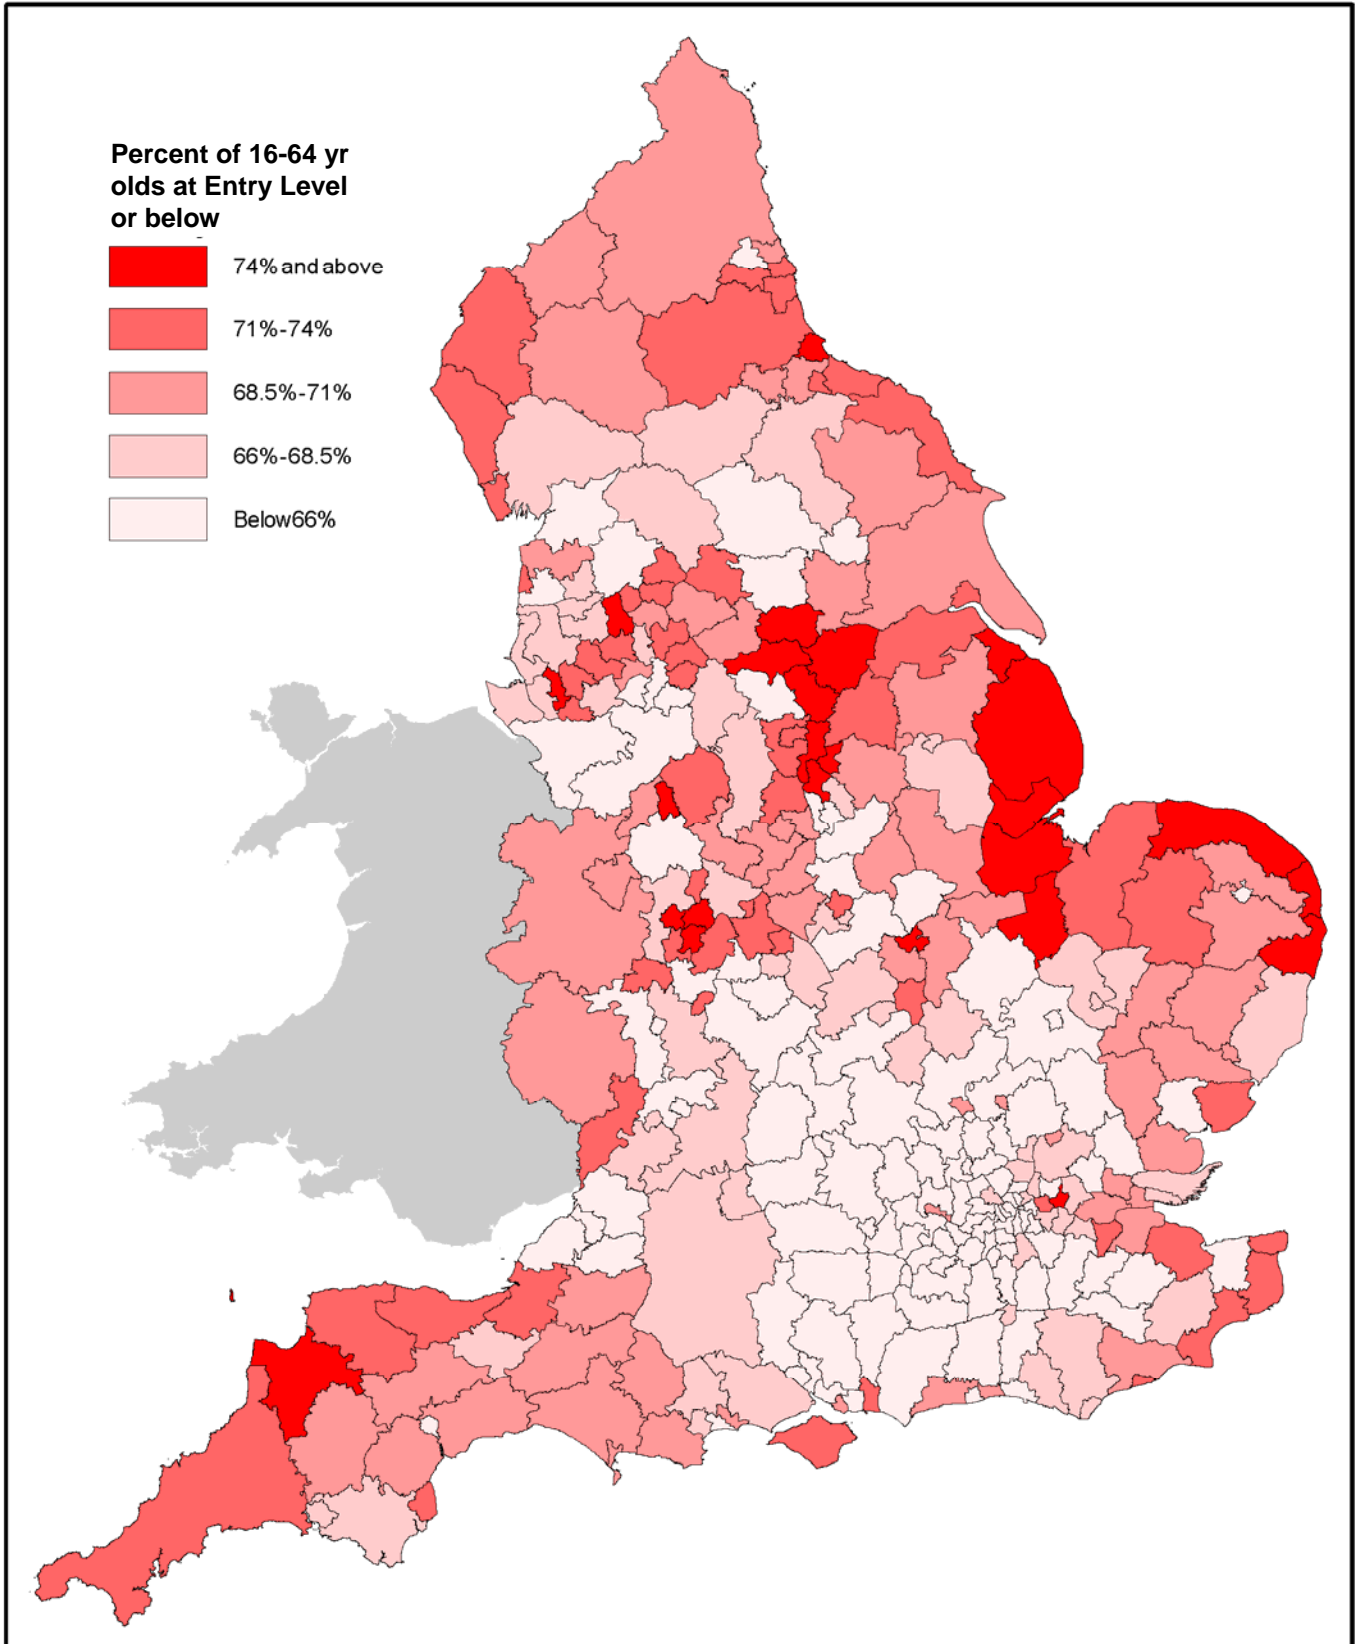 Percent of 16-64 yr
olds at Entry Level
or below
74% and above
71%-74%
68.5%-71%
66%-68.5%
Below66%